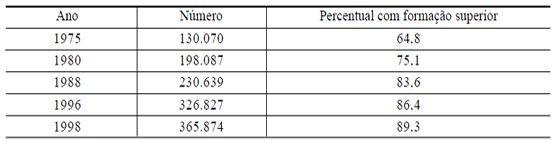 Ano Número Percentual com formação superior
1975 130.070 64.8
1980 198.087 75.1
1988 230.639 83.6
1996 326.827 86.4
1998 365.874 89.3